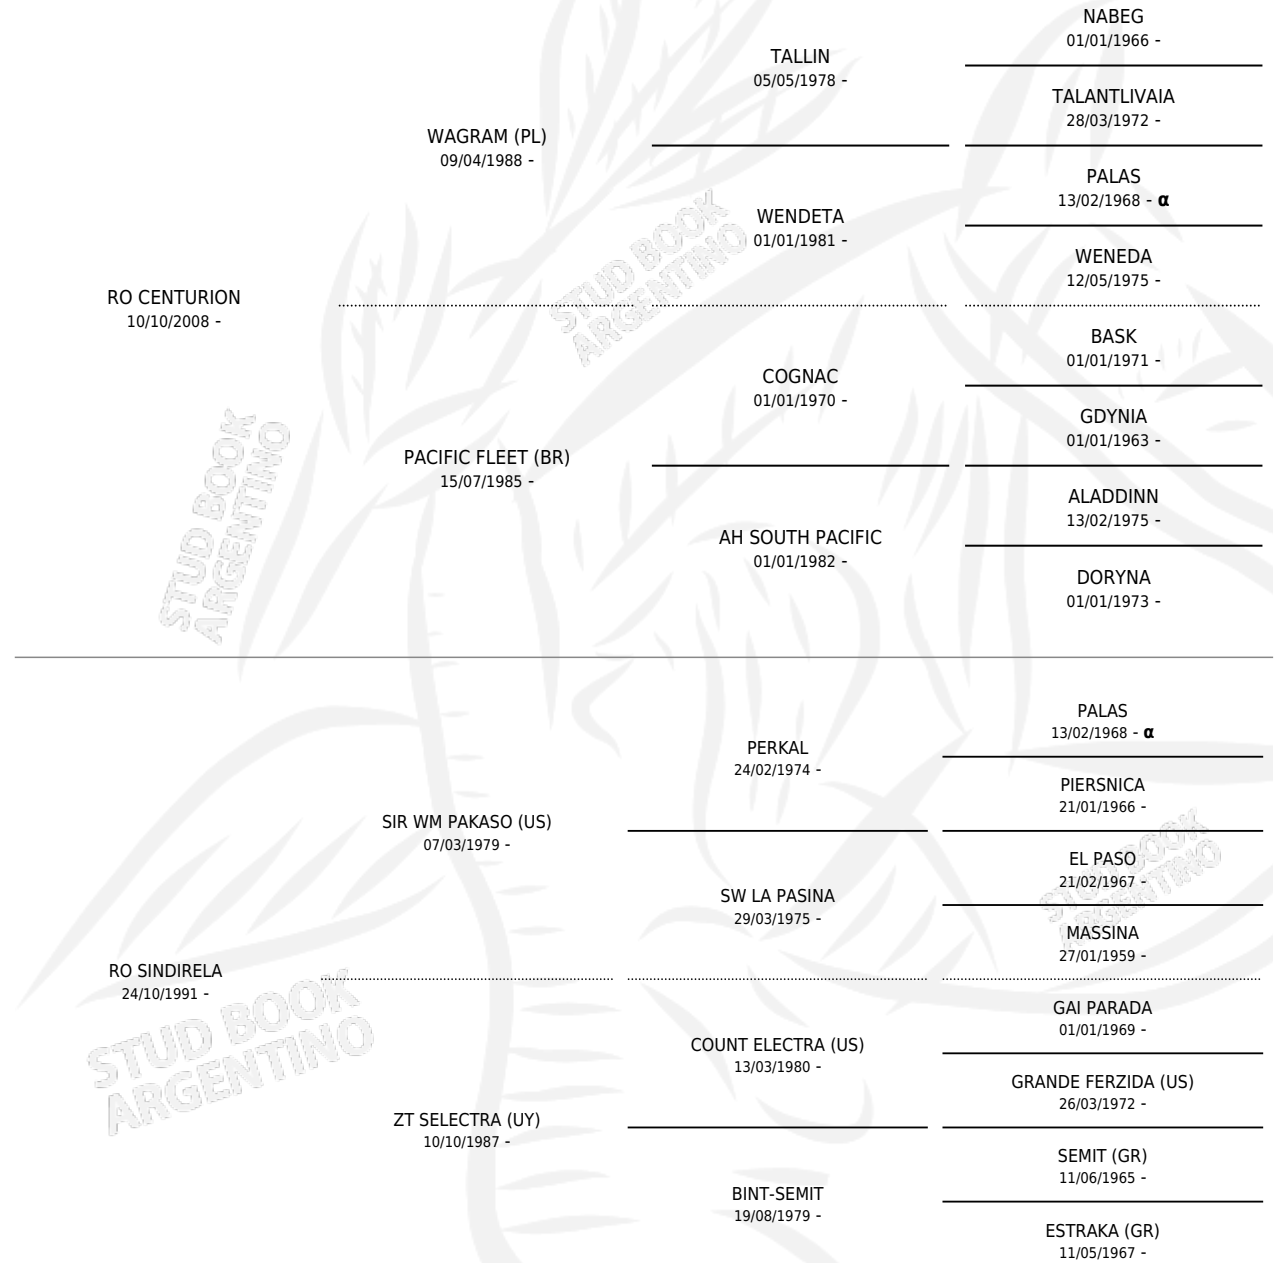 NABEG
01/01/1966 -
TALLIN
05/05/1978 -
TALANTLIVAIA
28/03/1972 -
WAGRAM (PL)
09/04/1988 -
PALAS
13/02/1968 - α
WENDETA
01/01/1981 -
WENEDA
12/05/1975 -
RO CENTURION
10/10/2008 -
BASK
01/01/1971 -
COGNAC
01/01/1970 -
GDYNIA
01/01/1963 -
PACIFIC FLEET (BR)
15/07/1985 -
ALADDINN
13/02/1975 -
AH SOUTH PACIFIC
01/01/1982 -
DORYNA
01/01/1973 -
PALAS
13/02/1968 - α
PERKAL
24/02/1974 -
PIERSNICA
21/01/1966 -
SIR WM PAKASO (US)
07/03/1979 -
EL PASO
21/02/1967 -
SW LA PASINA
29/03/1975 -
MASSINA
27/01/1959 -
RO SINDIRELA
24/10/1991 -
GAI PARADA
01/01/1969 -
COUNT ELECTRA (US)
13/03/1980 -
GRANDE FERZIDA (US)
26/03/1972 -
ZT SELECTRA (UY)
10/10/1987 -
SEMIT (GR)
11/06/1965 -
BINT-SEMIT
19/08/1979 -
ESTRAKA (GR)
11/05/1967 -
STUD BOOK
ARGENTINO
STUD BOOK
ARGENTINO
STUD BOOK
ARGENTINO
STUD BOOK
ARGENTINO